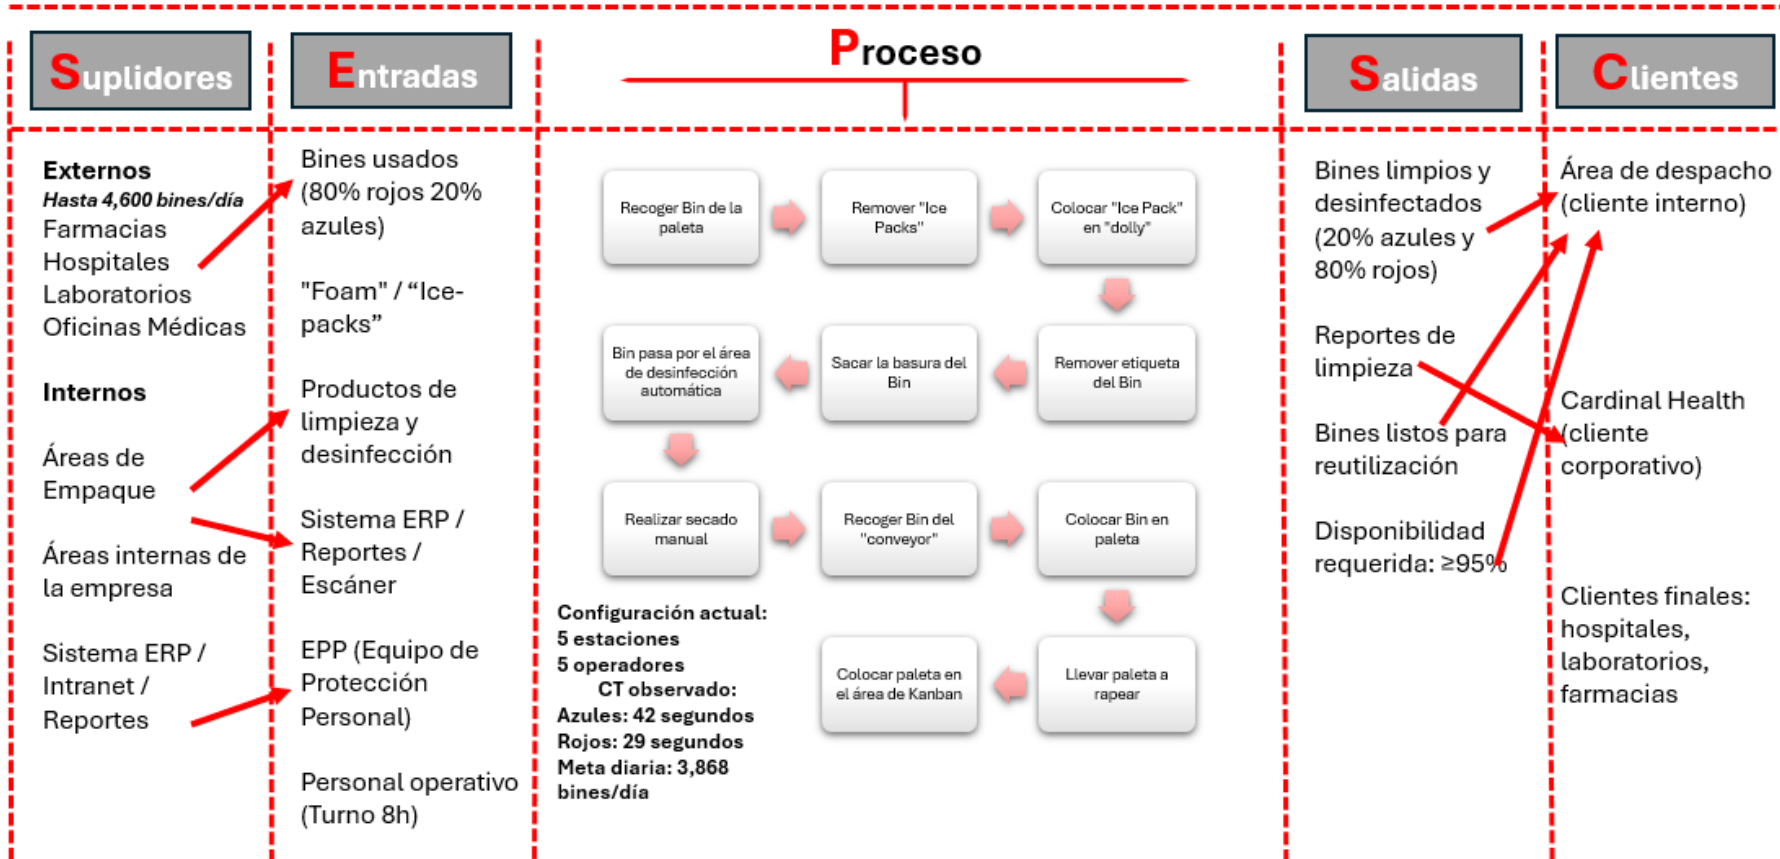 Suplidores
Entradas
Proceso
Salidas
Clientes
Externos
Hasta 4,600 bines/día
Farmacias
Hospitales
Laboratorios
Oficinas Médicas
Internos
Áreas de
Empaque
Áreas internas de
la empresa
Sistema ERP /
Intranet /
Reportes
Bines usados
(80% rojos 20%
azules)
"Foam" / “Ice-
packs”
Productos de
limpieza y
desinfección
Sistema ERP /
Reportes /
Escáner
EPP (Equipo de
Protección
Personal)
Personal operativo
(Turno 8h)
Recoger Bin de la
paleta
Remover "Ice
Packs"
Colocar "Ice Pack"
en "dolly"
Remover etiqueta
del Bin
Sacar la basura del
Bin
Bin pasa por el área
de desinfección
automática
Realizar secado
manual
Recoger Bin del
"conveyor"
Colocar Bin en
paleta
Llevar paleta a
rapear
Colocar paleta en
el área de Kanban
Configuración actual:
5 estaciones
5 operadores
CT observado:
Azules: 42 segundos
Rojos: 29 segundos
Meta diaria: 3,868
bines/día
Bines limpios y
desinfectados
(20% azules y
80% rojos)
Reportes de
limpieza
Bines listos para
reutilización
Disponibilidad
requerida: ≥95%
Área de despacho
(cliente interno)
Cardinal Health
(cliente
corporativo)
Clientes finales:
hospitales,
laboratorios,
farmacias